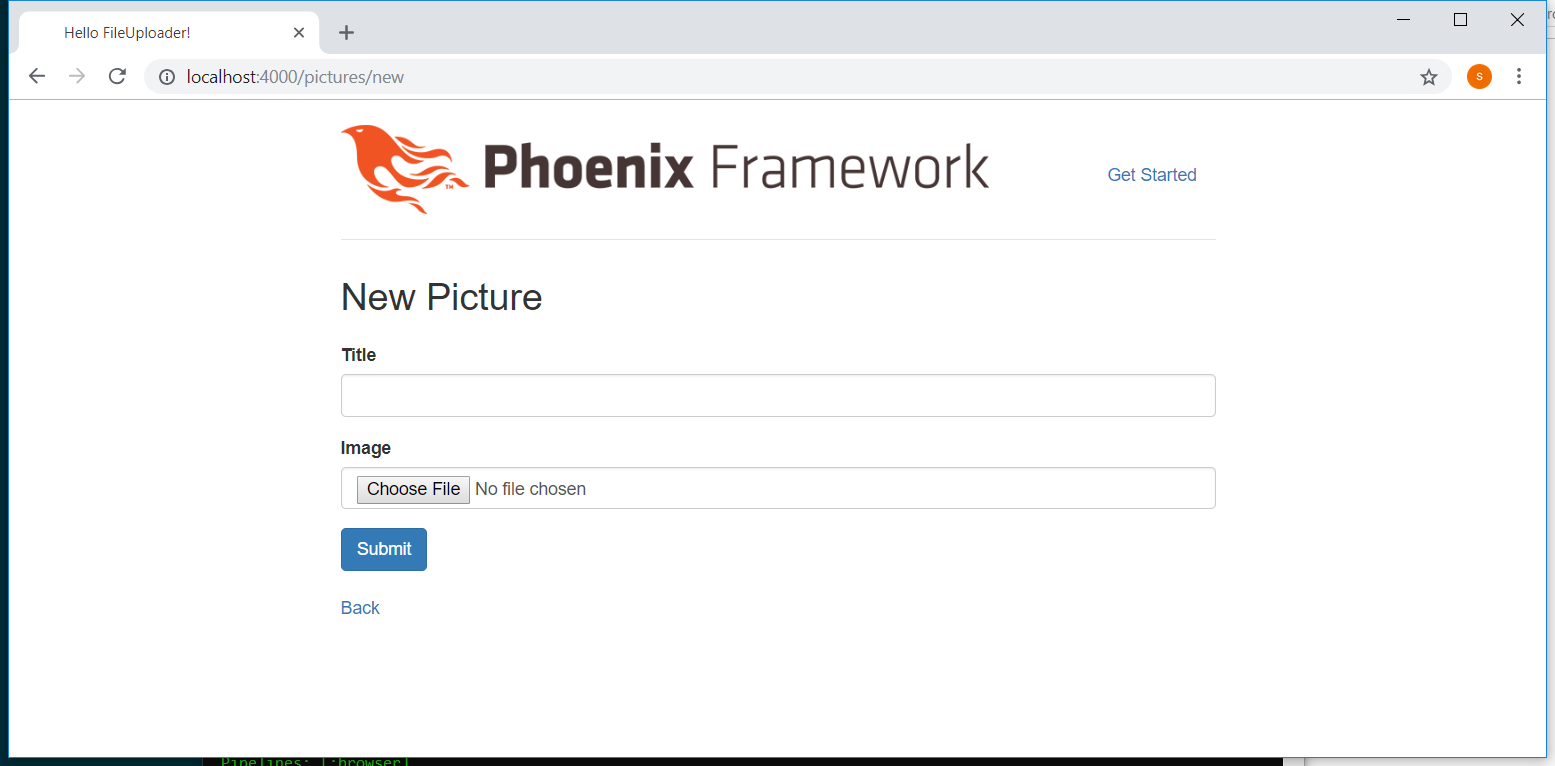 Hello FileUploader!
localhost:4000/pictures/new
S
Phoenix Framework
TM
Get Started
New Picture
Title
Image
Choose File No file chosen
Submit
Back
Pipelines: [:browser]